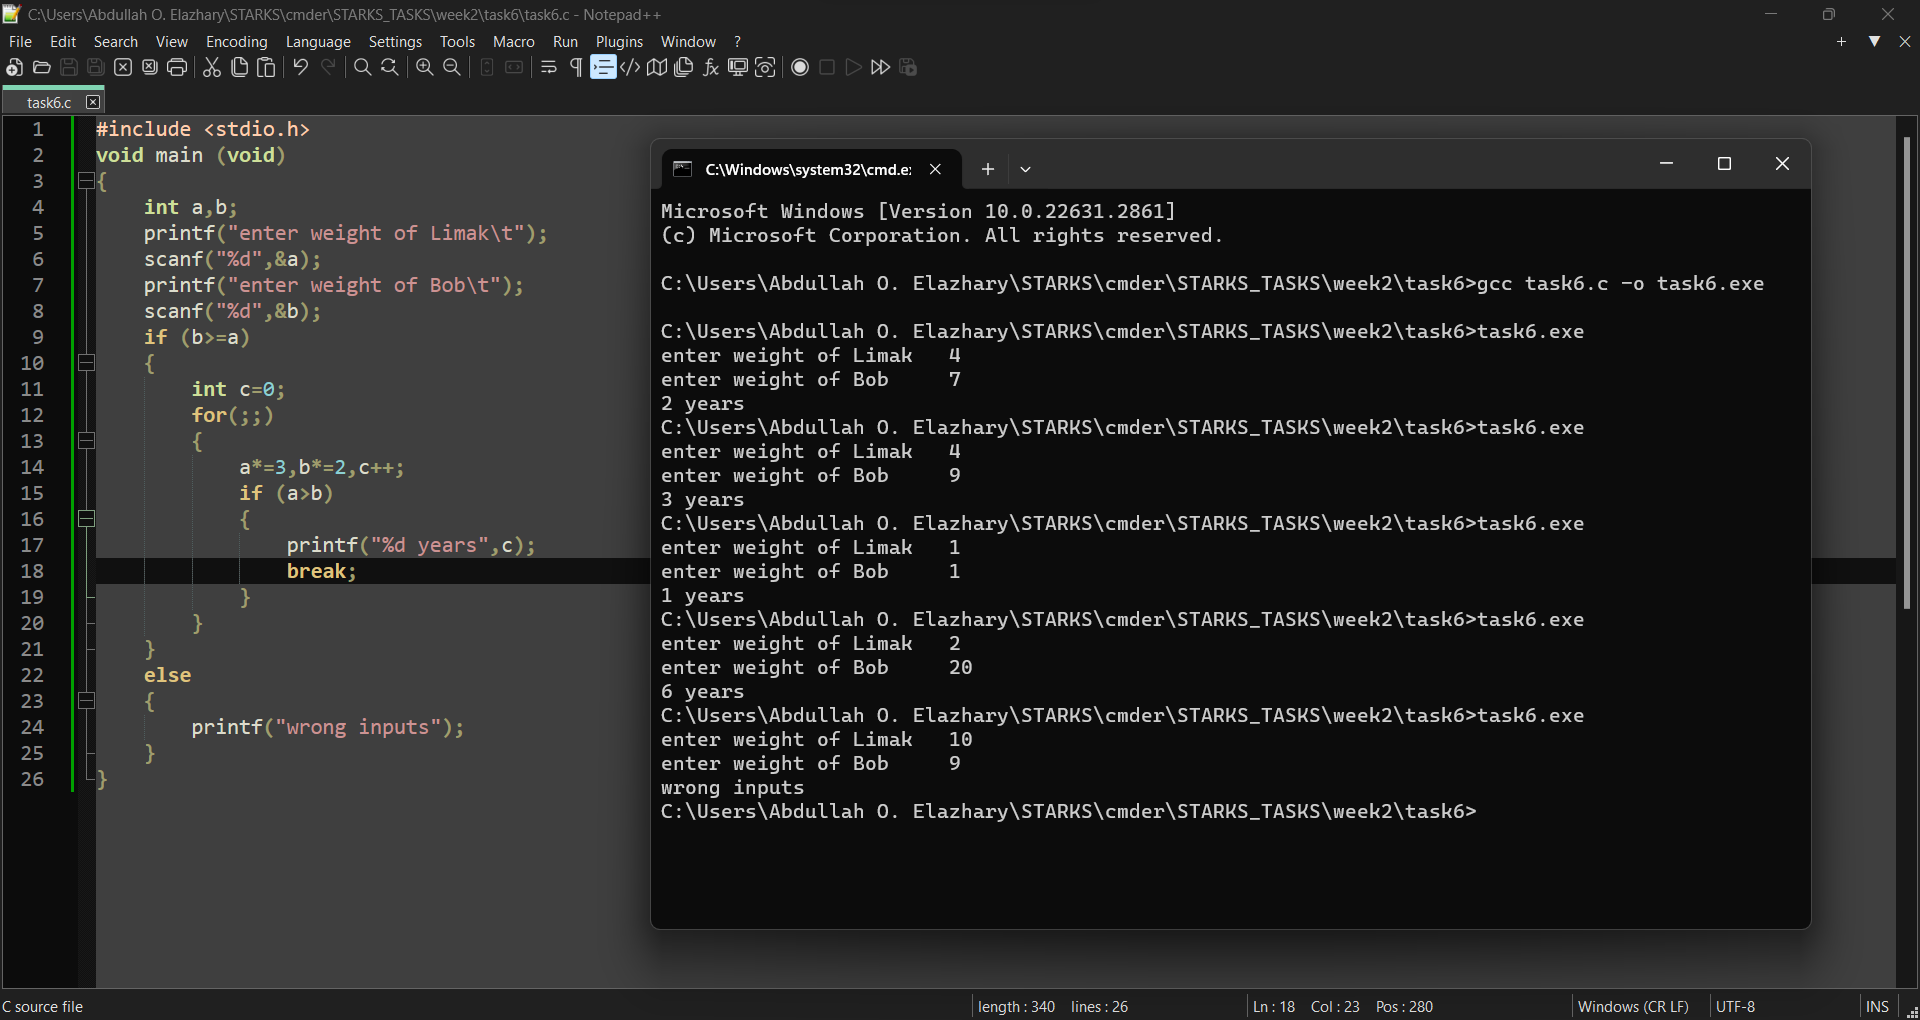 C:\Users\Abdullah O. Elazhary\STARKS\cmder\STARKS_TASKS\week2\task6\task6.c - Notepad++
File Edit Search View Encoding Language Settings Tools Macro Run Plugins Window ?
task6.c
1 #include <stdio.h>
2 void main (void)
3 {
4 int a,b;
5 printf("enter weight of Limak\t");
6 scanf("%d",&a);
7 printf("enter weight of Bob\t");
8 scanf("%d",&b);
9 if (b>=a)
10 {
11 int c=0;
12 for(;;)
13 {
14 a*=3,b*=2,c++;
15 if (a>b)
16 {
17 printf("%d years",c);
18 break;
19 }
20 }
21 }
22 else
23 {
24 printf("wrong inputs");
25 }
26 }
C:\Windows\system32\cmd.e:
Microsoft Windows [Version 10.0.22631.2861]
(c) Microsoft Corporation. All rights reserved.
C:\Users\Abdullah O. Elazhary\STARKS\cmder\STARKS_TASKS\week2\task6>gcc task6.c -o task6.exe
C:\Users\Abdullah O. Elazhary\STARKS\cmder\STARKS_TASKS\week2\task6>task6.exe
enter weight of Limak 4
enter weight of Bob 7
2 years
C:\Users\Abdullah O. Elazhary\STARKS\cmder\STARKS_TASKS\week2\task6>task6.exe
enter weight of Limak 4
enter weight of Bob 9
3 years
C:\Users\Abdullah O. Elazhary\STARKS\cmder\STARKS_TASKS\week2\task6>task6.exe
enter weight of Limak 1
enter weight of Bob 1
1 years
C:\Users\Abdullah O. Elazhary\STARKS\cmder\STARKS_TASKS\week2\task6>task6.exe
enter weight of Limak 2
enter weight of Bob 20
6 years
C:\Users\Abdullah O. Elazhary\STARKS\cmder\STARKS_TASKS\week2\task6>task6.exe
enter weight of Limak 10
enter weight of Bob 9
wrong inputs
C:\Users\Abdullah O. Elazhary\STARKS\cmder\STARKS_TASKS\week2\task6>
C source file length : 340 lines : 26 Ln : 18 Col : 23 Pos : 280 Windows (CR LF) UTF-8 INS